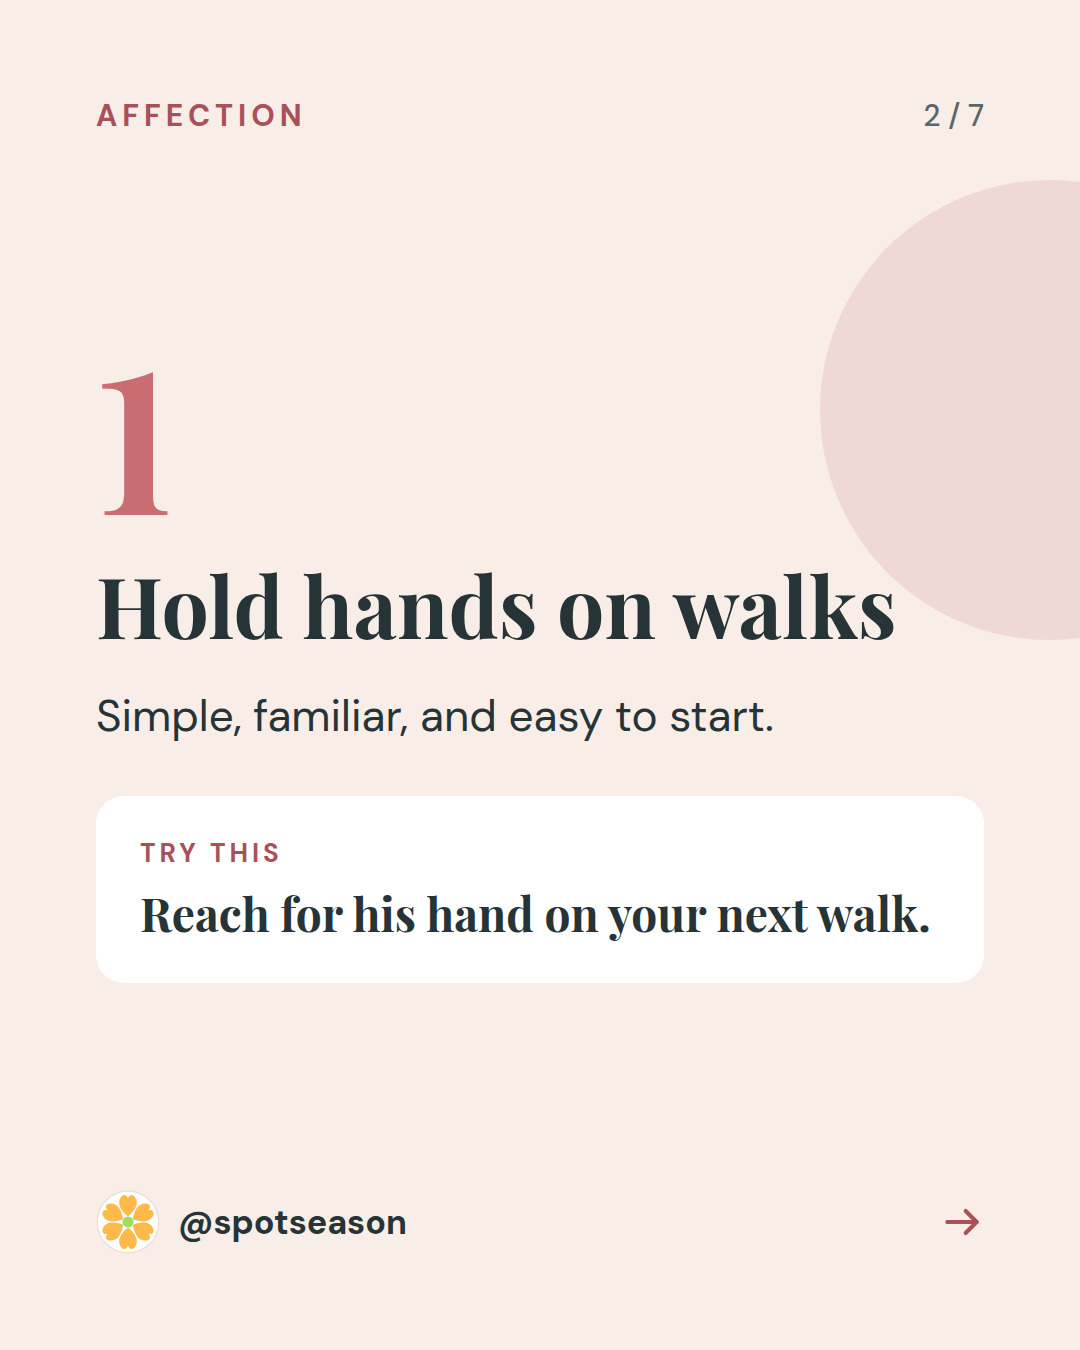 AFFECTION
2 / 7
1
Hold hands on walks
Simple, familiar, and easy to start.
TRY THIS
Reach for his hand on your next walk.
@spotseason